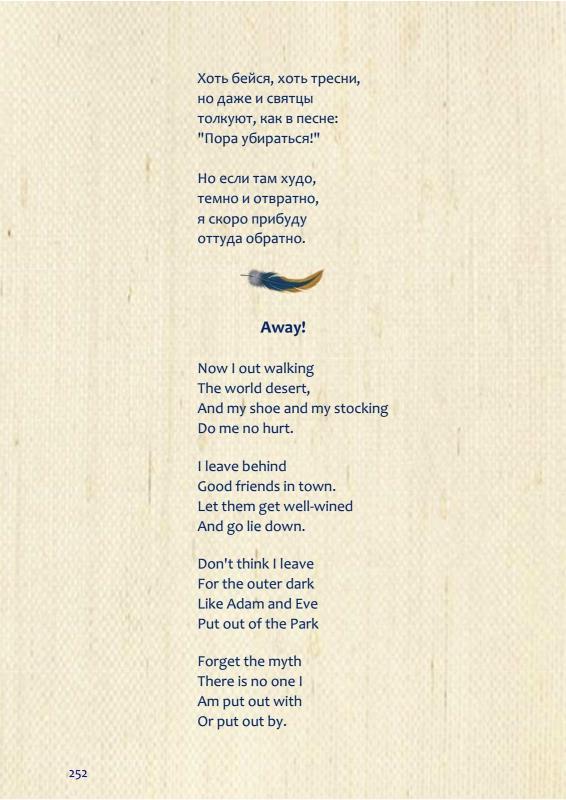 Хоть бейся, хоть тресни,
но даже и святцы
толкуют, как в песне:
"Пора убираться!"
Но если там худо,
темно и отвратно,
я скоро прибуду
оттуда обратно.
Away!
Now I out walking
The world desert,
And my shoe and my stocking
Do me no hurt.
I leave behind
Good friends in town.
Let them get well-wined
And go lie down.
Don't think I leave
For the outer dark
Like Adam and Eve
Put out of the Park
Forget the myth
There is no one I
Am put out with
Or put out by.
252